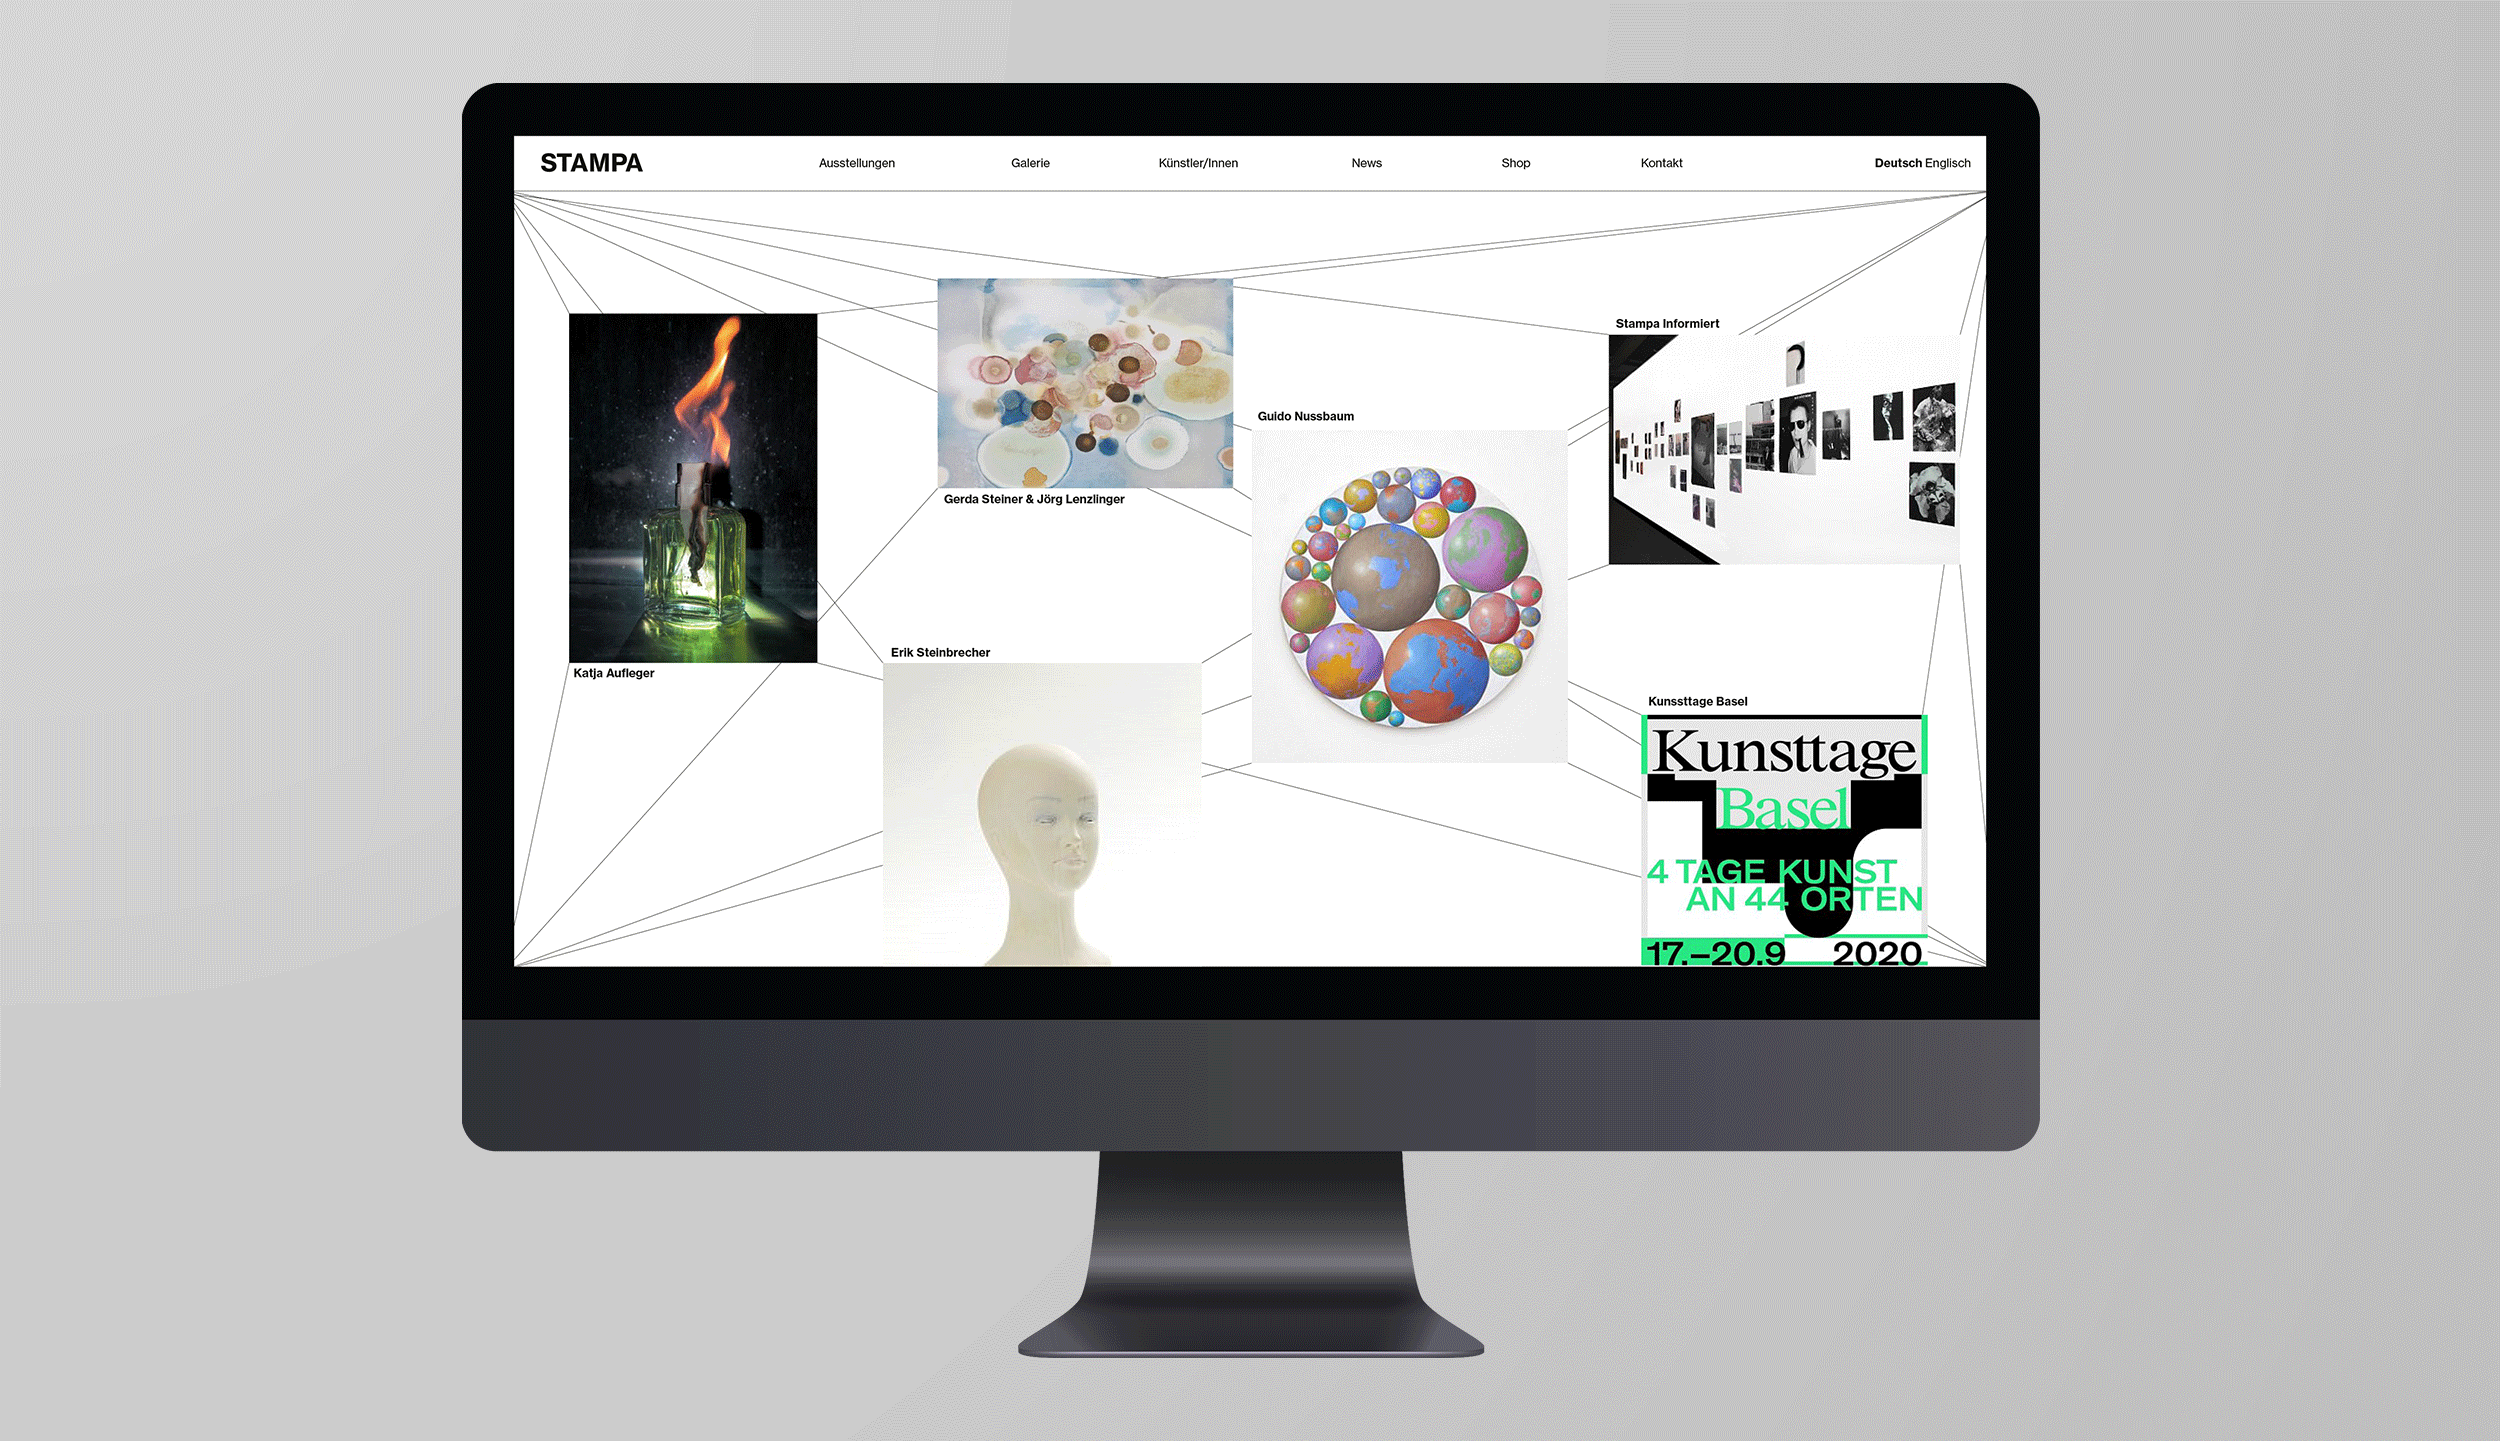 STAMPA
Ausstellungen
Galerie
Künstler/Innen
News
Shop
Kontakt
Deutsch Englisch
Stampa Informiert
Guido Nussbaum
Gerda Steiner & Jörg Lenzlinger
Erik Steinbrecher
Katja Aufleger
Kunssttage Basel
Kunsttage
Basel
4 TAGE KUNST
AN 44 ORTEN
17.–20.9 2020